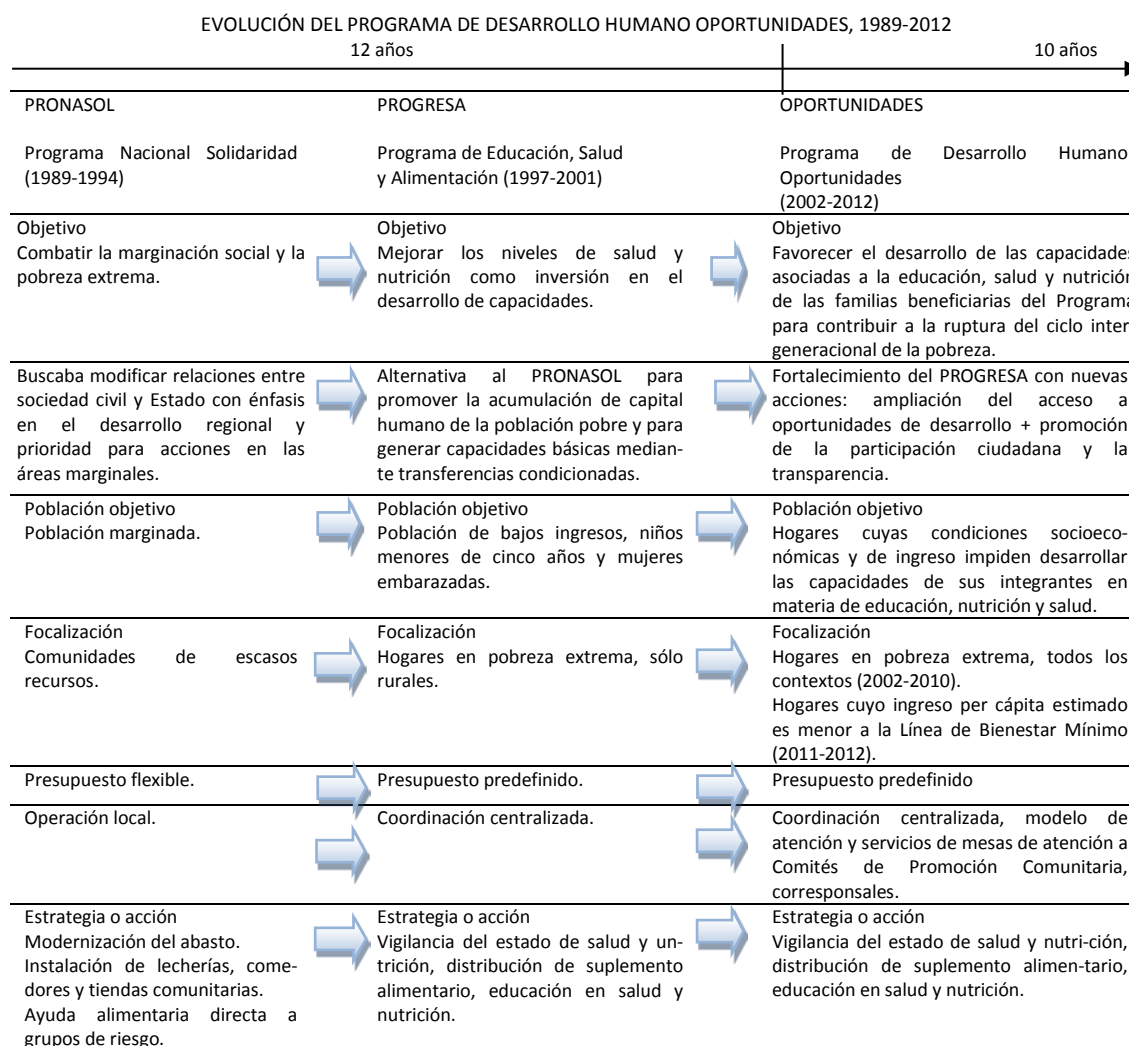 EVOLUCIÓN DEL PROGRAMA DE DESARROLLO HUMANO OPORTUNIDADES, 1989-2012
12 años
10 años
PRONASOL
Programa Nacional Solidaridad
(1989-1994)
PROGRESA
Programa de Educación, Salud
y Alimentación (1997-2001)
OPORTUNIDADES
Programa de Desarrollo Humano
Oportunidades
(2002-2012)
Objetivo
Combatir la marginación social y la
pobreza extrema.
Objetivo
Mejorar los niveles de salud y
nutrición como inversión en el
desarrollo de capacidades.
Objetivo
Favorecer el desarrollo de las capacidades
asociadas a la educación, salud y nutrición
de las familias beneficiarias del Programa
para contribuir a la ruptura del ciclo inter
generacional de la pobreza.
Buscaba modificar relaciones entre
sociedad civil y Estado con énfasis
en el desarrollo regional y
prioridad para acciones en las
áreas marginales.
Alternativa al PRONASOL para
promover la acumulación de capital
humano de la población pobre y para
generar capacidades básicas median-
te transferencias condicionadas.
Fortalecimiento del PROGRESA con nuevas
acciones: ampliación del acceso a
oportunidades de desarrollo + promoción
de la participación ciudadana y la
transparencia.
Población objetivo
Población marginada.
Población objetivo
Población de bajos ingresos, niños
menores de cinco años y mujeres
embarazadas.
Población objetivo
Hogares cuyas condiciones socioeco-
nómicas y de ingreso impiden desarrollar
las capacidades de sus integrantes en
materia de educación, nutrición y salud.
Focalización
Comunidades de escasos
recursos.
Focalización
Hogares en pobreza extrema, sólo
rurales.
Focalización
Hogares en pobreza extrema, todos los
contextos (2002-2010).
Hogares cuyo ingreso per cápita estimado
es menor a la Línea de Bienestar Mínimo
(2011-2012).
Presupuesto flexible.
Presupuesto predefinido.
Presupuesto predefinido
Operación local.
Coordinación centralizada.
Coordinación centralizada, modelo de
atención y servicios de mesas de atención a
Comités de Promoción Comunitaria,
corresponsales.
Estrategia o acción
Modernización del abasto.
Instalación de lecherías, come-
dores y tiendas comunitarias.
Ayuda alimentaria directa a
grupos de riesgo.
Estrategia o acción
Vigilancia del estado de salud y un-
trición, distribución de suplemento
alimentario, educación en salud y
nutrición.
Estrategia o acción
Vigilancia del estado de salud y nutri-ción,
distribución de suplemento alimen-tario,
educación en salud y nutrición.